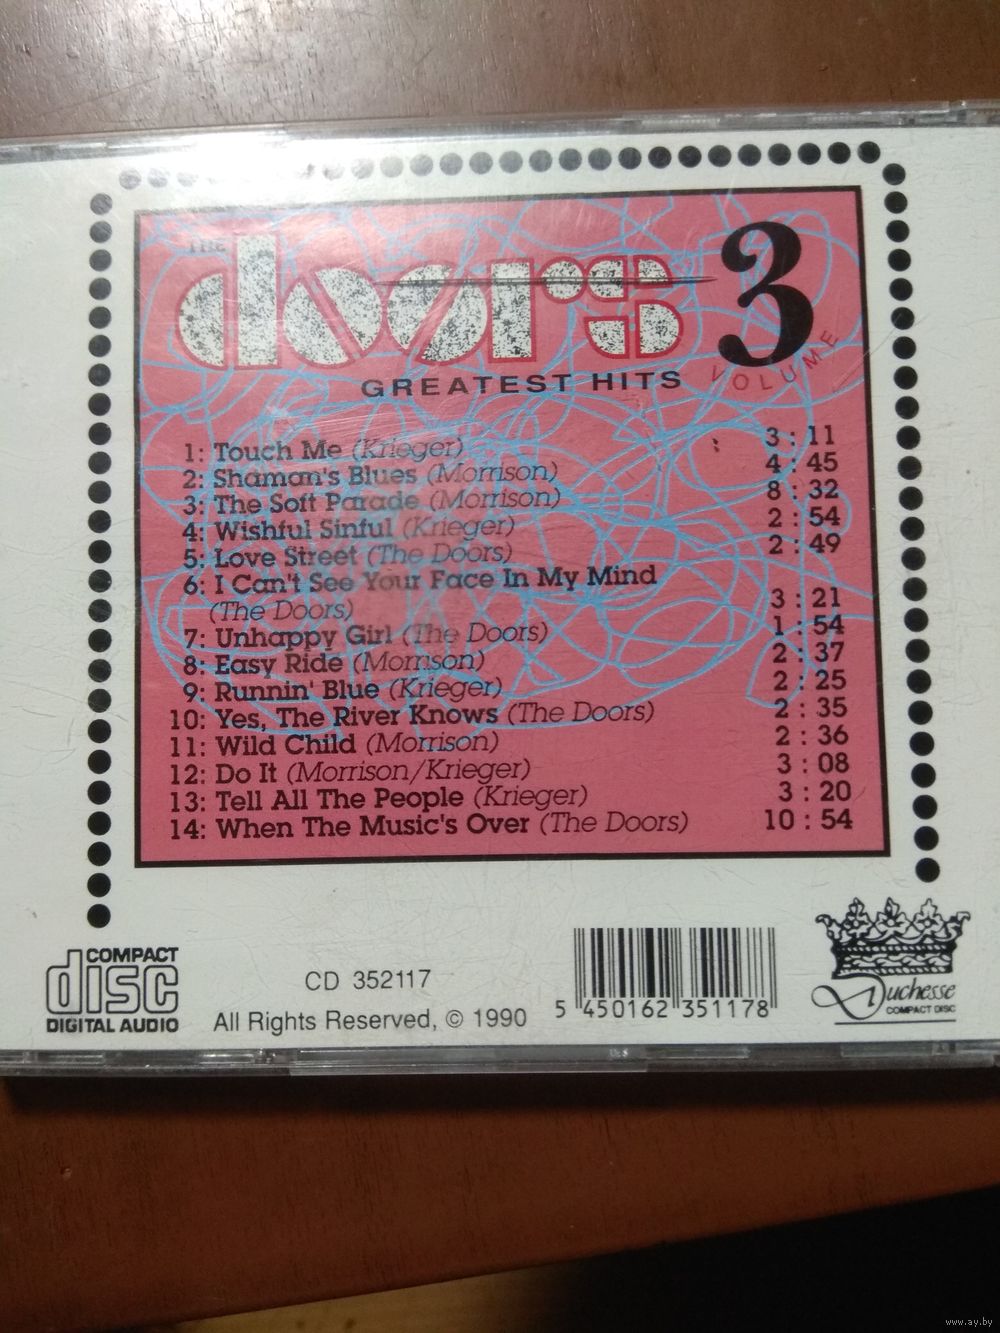 THE
doors
3
VOLUME
GREATEST HITS
1: Touch Me (Krieger) 3 : 11
2: Shaman's Blues (Morrison) 4 : 45
3: The Soft Parade (Morrison) 8 : 32
4: Wishful Sinful (Krieger) 2 : 54
5: Love Street (The Doors) 2 : 49
6: I Can't See Your Face In My Mind
(The Doors) 3 : 21
7: Unhappy Girl (The Doors) 1 : 54
8: Easy Ride (Morrison) 2 : 37
9: Runnin' Blue (Krieger) 2 : 25
10: Yes, The River Knows (The Doors) 2 : 35
11: Wild Child (Morrison) 2 : 36
12: Do It (Morrison/Krieger) 3 : 08
13: Tell All The People (Krieger) 3 : 20
14: When The Music's Over (The Doors) 10 : 54
COMPACT
disc
DIGITAL AUDIO
CD 352117
All Rights Reserved, © 1990
5 450162 351178
Duchesse
COMPACT DISC
www.ay.by